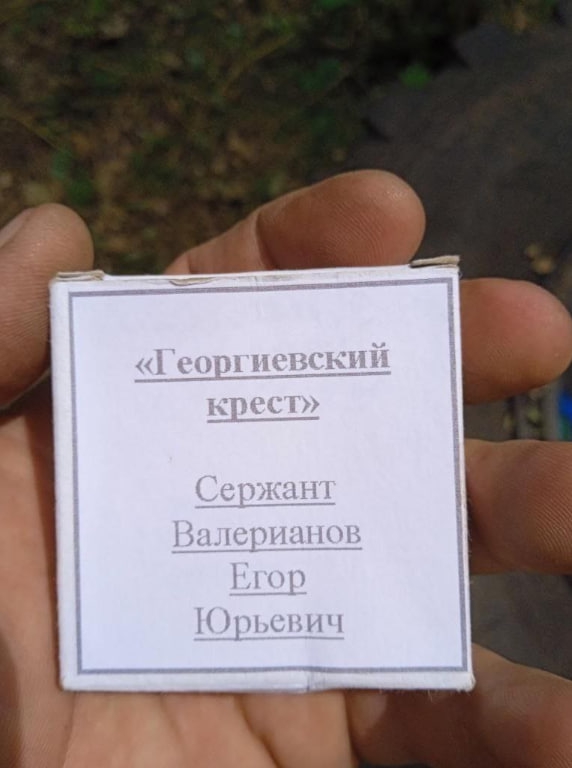 «Георгиевский
крест»
Сержант
Валерианов
Егор
Юрьевич